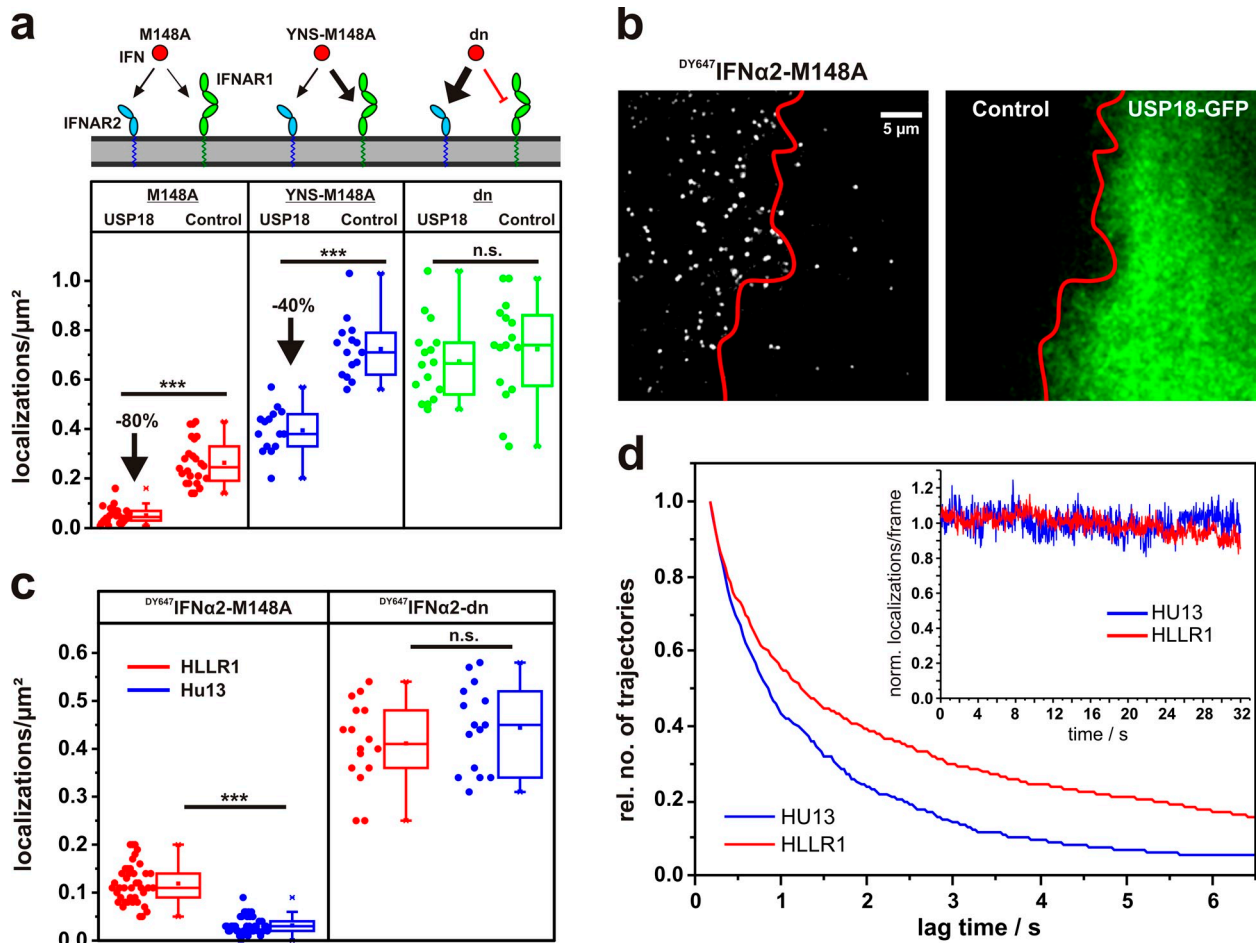 a
M148A
YNS-M148A
dn
IFN
IFNAR1
IFNAR2
M148A
YNS-M148A
dn
USP18 Control
USP18 Control
USP18 Control
***
***
n.s.
-80%
-40%
localizations/µm²
1.0
0.8
0.6
0.4
0.2
0.0
b
DY647IFNα2-M148A
5 µm
Control
USP18-GFP
c
DY647IFNα2-M148A
DY647IFNα2-dn
n.s.
HLLR1
Hu13
***
localizations/µm²
0.6
0.5
0.4
0.3
0.2
0.1
0.0
d
rel. no. of trajectories
1.0
0.8
0.6
0.4
0.2
0.0
0 1 2 3 4 5 6
lag time / s
HU13
HLLR1
norm. localizations/frame
1.2
1.0
0.8
0.6
0.4
0.2
0.0
0 4 8 12 16 20 24 28 32
time / s
HU13
HLLR1